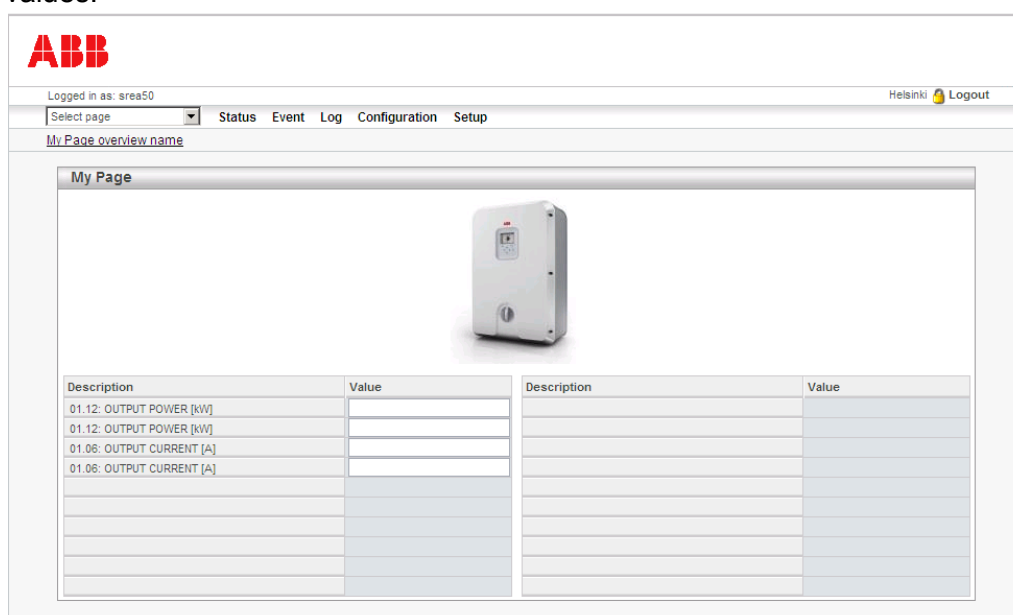 values.
ABB
Logged in as: srea50 Helsinki Logout
Select page Status Event Log Configuration Setup
My Page overview name
My Page
Description Value Description Value
01.12: OUTPUT POWER [kW]
01.12: OUTPUT POWER [kW]
01.06: OUTPUT CURRENT [A]
01.06: OUTPUT CURRENT [A]